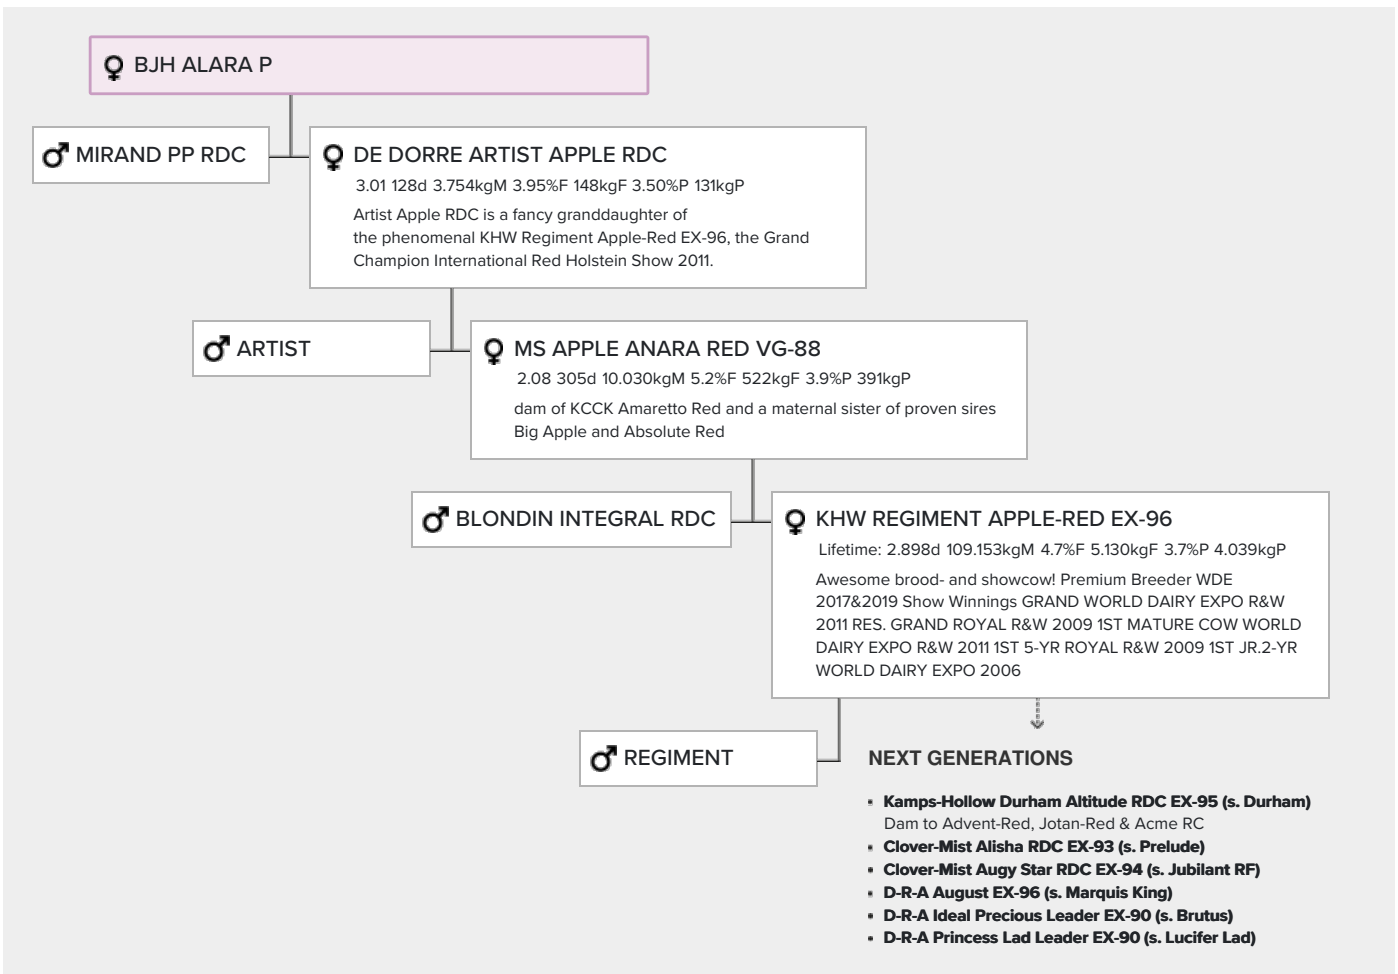 BJH ALARA P
MIRAND PP RDC
DE DORRE ARTIST APPLE RDC
3.01 128d 3.754kgM 3.95%F 148kgF 3.50%P 131kgP
Artist Apple RDC is a fancy granddaughter of
the phenomenal KHW Regiment Apple-Red EX-96, the Grand
Champion International Red Holstein Show 2011.
ARTIST
MS APPLE ANARA RED VG-88
2.08 305d 10.030kgM 5.2%F 522kgF 3.9%P 391kgP
dam of KCCK Amaretto Red and a maternal sister of proven sires
Big Apple and Absolute Red
BLONDIN INTEGRAL RDC
KHW REGIMENT APPLE-RED EX-96
Lifetime: 2.898d 109.153kgM 4.7%F 5.130kgF 3.7%P 4.039kgP
Awesome brood- and showcow! Premium Breeder WDE
2017&2019 Show Winnings GRAND WORLD DAIRY EXPO R&W
2011 RES. GRAND ROYAL R&W 2009 1ST MATURE COW WORLD
DAIRY EXPO R&W 2011 1ST 5-YR ROYAL R&W 2009 1ST JR.2-YR
WORLD DAIRY EXPO 2006
REGIMENT
NEXT GENERATIONS
Kamps-Hollow Durham Altitude RDC EX-95 (s. Durham)
Dam to Advent-Red, Jotan-Red & Acme RC
Clover-Mist Alisha RDC EX-93 (s. Prelude)
Clover-Mist Augy Star RDC EX-94 (s. Jubilant RF)
D-R-A August EX-96 (s. Marquis King)
D-R-A Ideal Precious Leader EX-90 (s. Brutus)
D-R-A Princess Lad Leader EX-90 (s. Lucifer Lad)